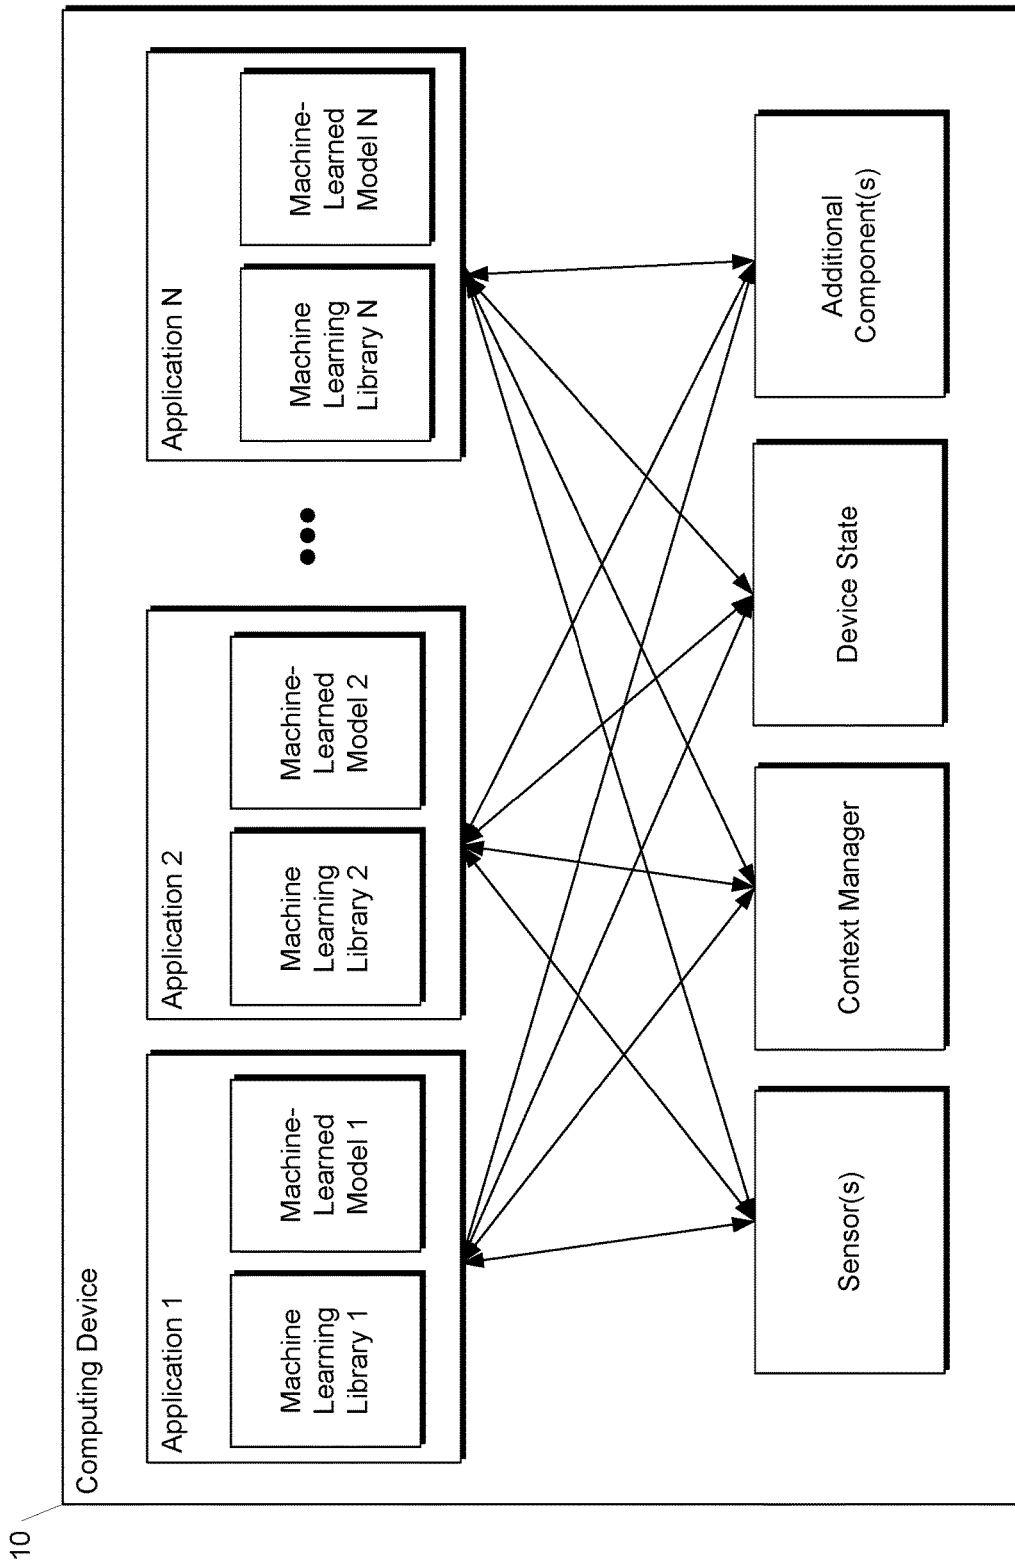 10
Computing Device
Application 1
Machine
Learning
Library 1
Machine-
Learned
Model 1
Application 2
Machine
Learning
Library 2
Machine-
Learned
Model 2
Application N
Machine
Learning
Library N
Machine-
Learned
Model N
Sensor(s)
Context Manager
Device State
Additional
Component(s)